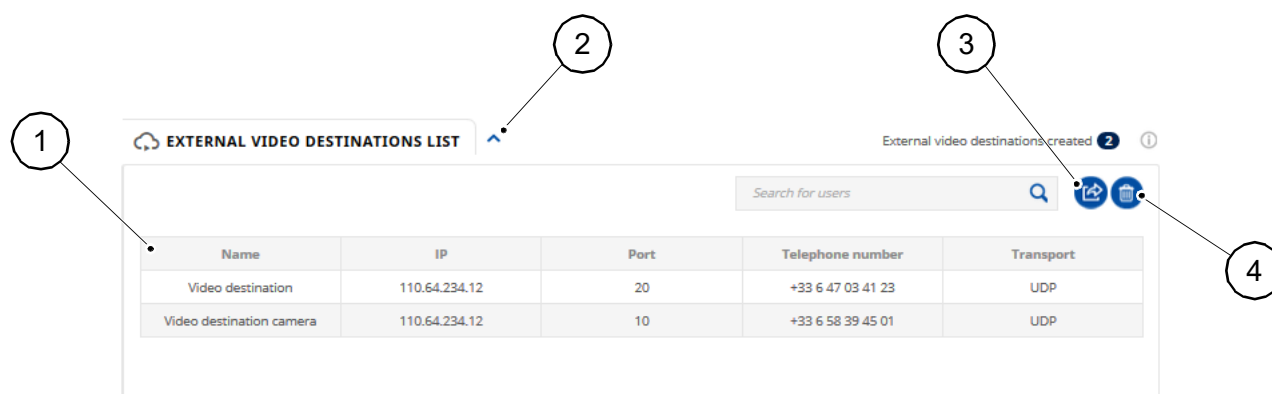 2
3
1
EXTERNAL VIDEO DESTINATIONS LIST
External video destinations created 2
Search for users
4
Name IP Port Telephone number Transport
Video destination 110.64.234.12 20 +33 6 47 03 41 23 UDP
Video destination camera 110.64.234.12 10 +33 6 58 39 45 01 UDP